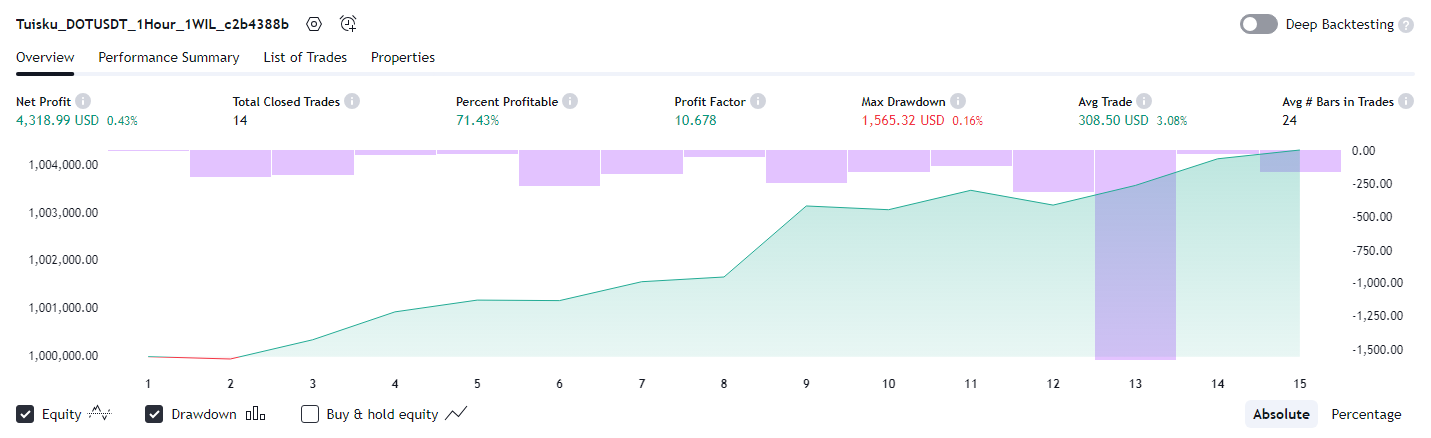 Tuisku_DOTUSDT_1Hour_1WIL_c2b4388b
Deep Backtesting ?
Overview Performance Summary List of Trades Properties
Net Profit i Total Closed Trades i Percent Profitable i Profit Factor i Max Drawdown i Avg Trade i Avg # Bars in Trades i
4,318.99 USD 0.43% 14 71.43% 10.678 1,565.32 USD 0.16% 308.50 USD 3.08% 24
1,004,000.00
1,003,000.00
1,002,000.00
1,001,000.00
1,000,000.00
0.00
-250.00
-500.00
-750.00
-1,000.00
-1,250.00
-1,500.00
1 2 3 4 5 6 7 8 9 10 11 12 13 14 15
Equity Drawdown Buy & hold equity Absolute Percentage